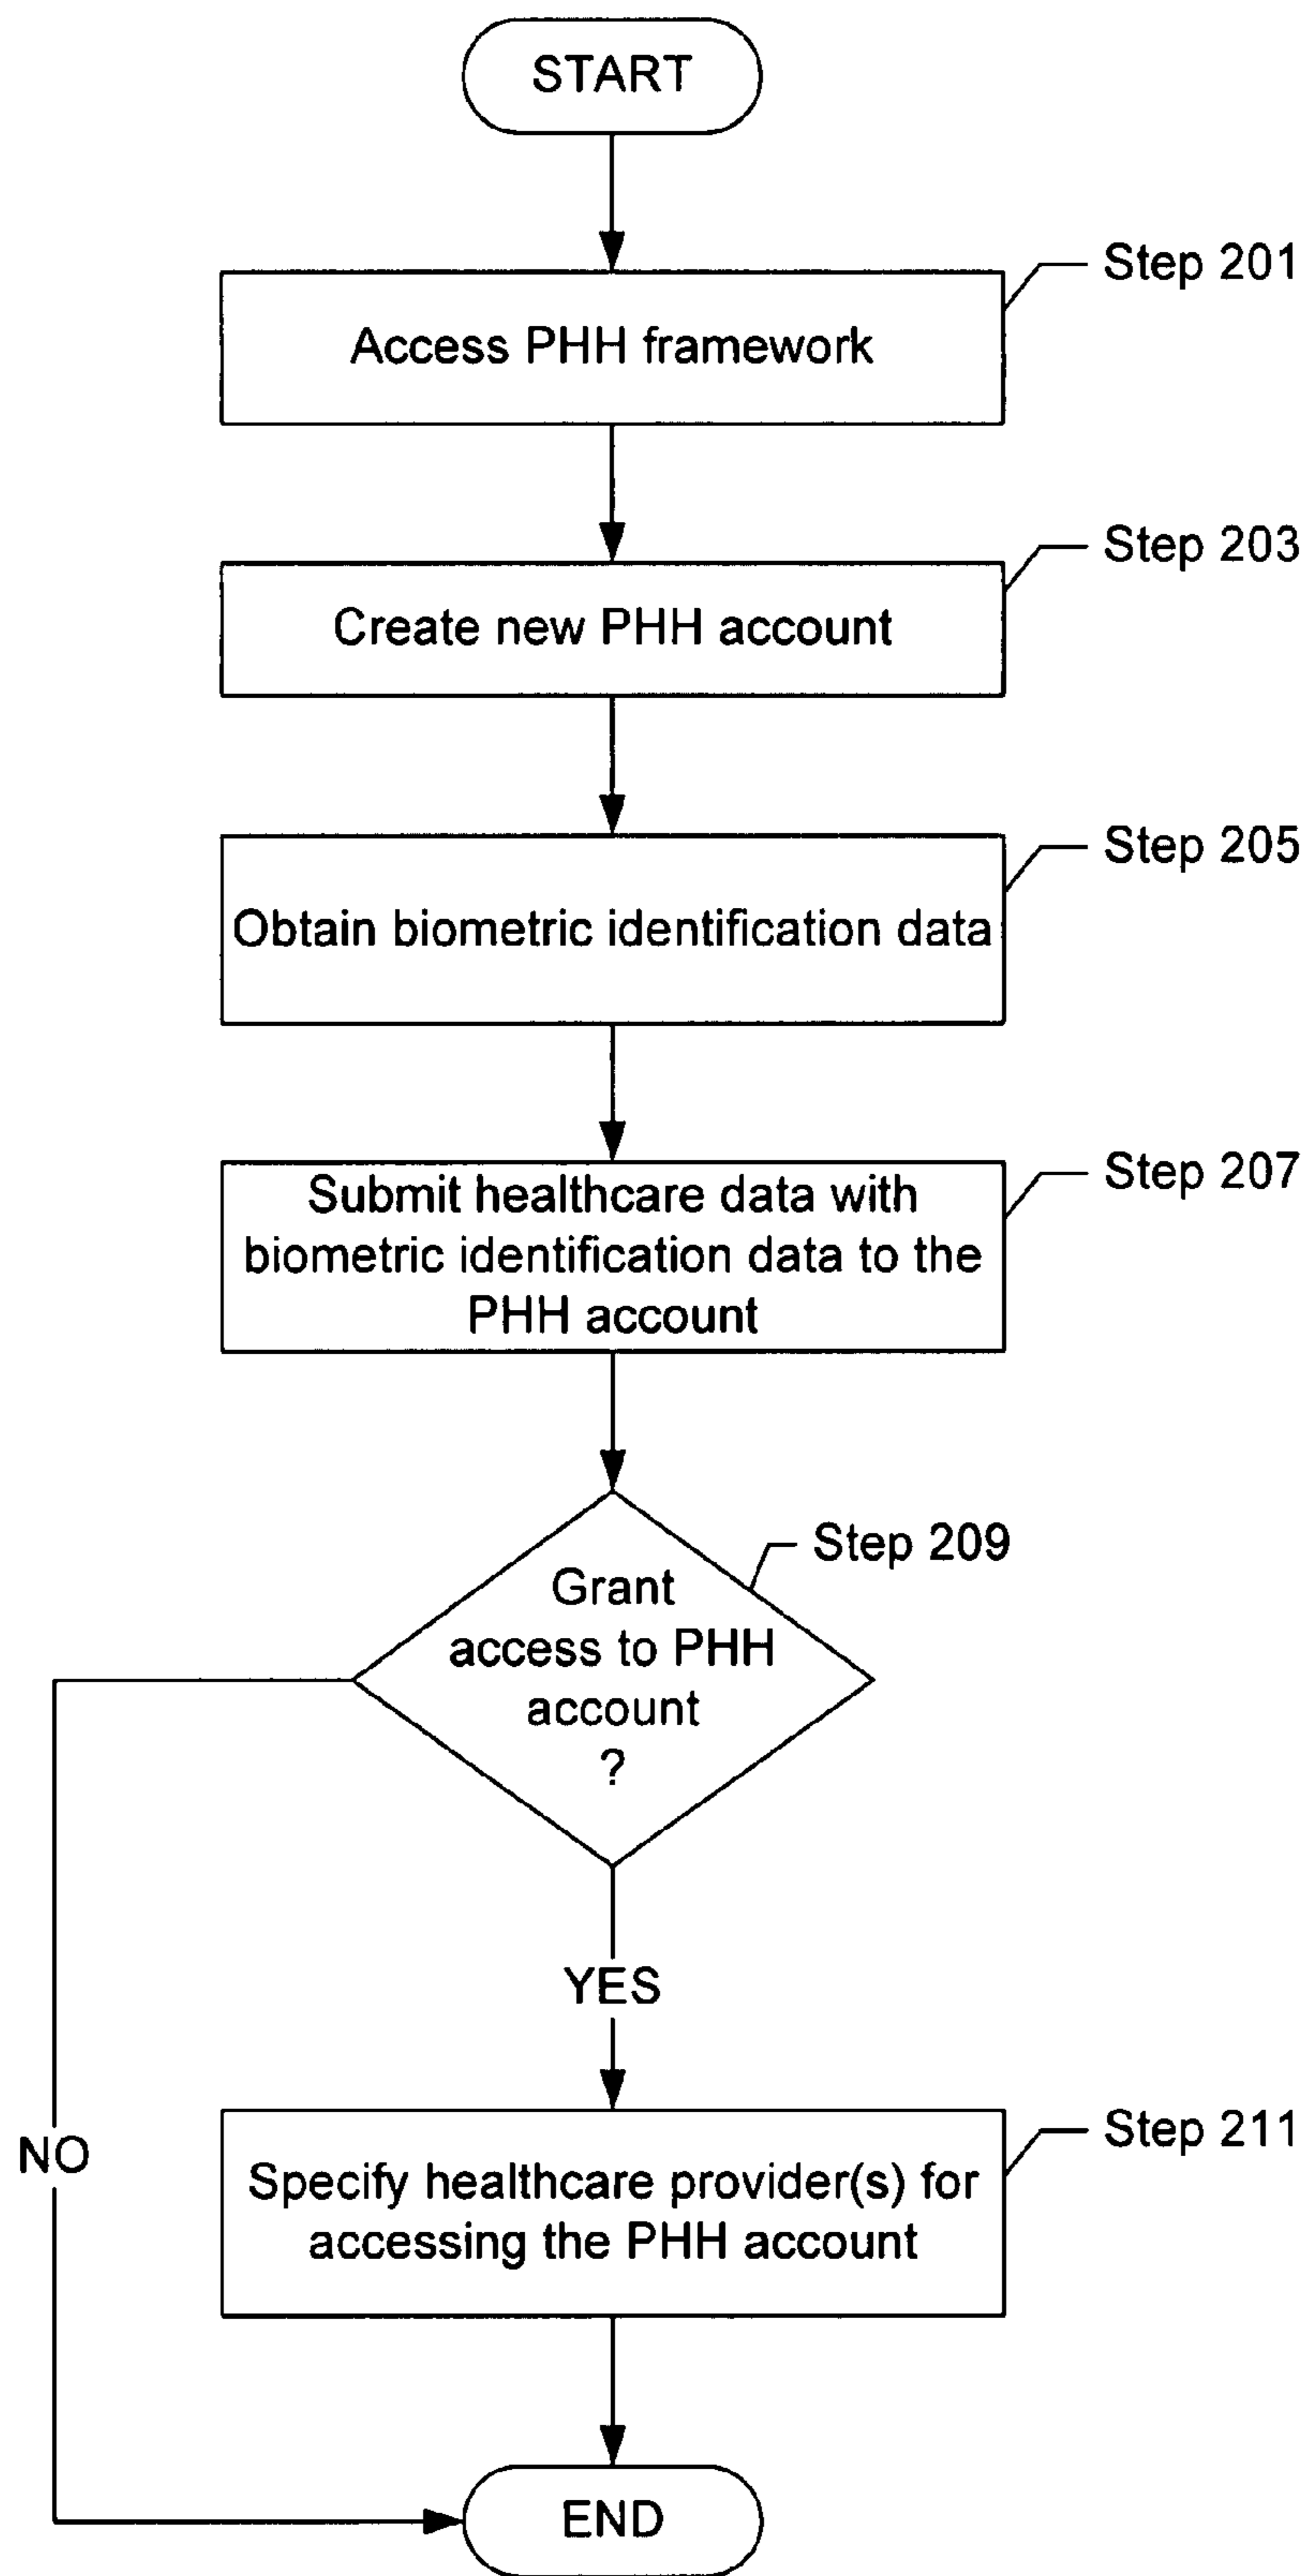 START
Step 201
Access PHH framework
Step 203
Create new PHH account
Step 205
Obtain biometric identification data
Step 207
Submit healthcare data with
biometric identification data to the
PHH account
Step 209
Grant
access to PHH
account
?
YES
NO
Step 211
Specify healthcare provider(s) for
accessing the PHH account
END